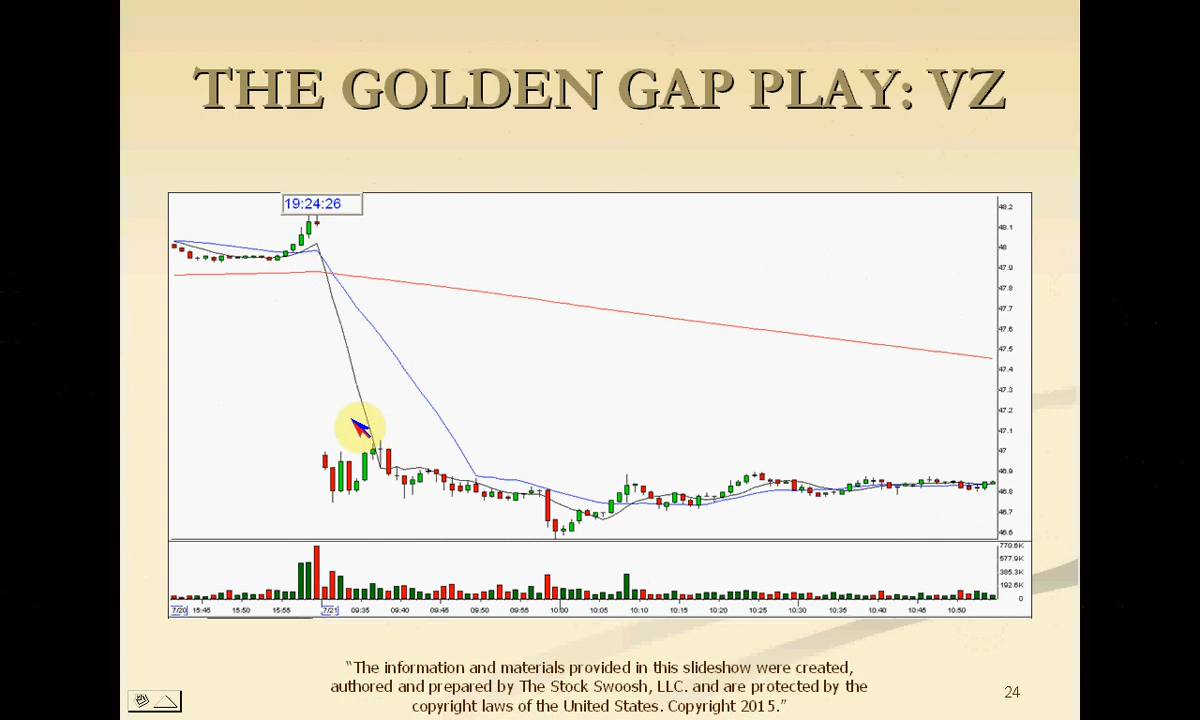 THE GOLDEN GAP PLAY: VZ
19:24:26
48.2
48.1
48
47.9
47.8
47.7
47.6
47.5
47.4
47.3
47.2
47.1
47
46.9
46.8
46.7
46.6
770.6K
577.9K
385.3K
192.6K
0
7/20 15:45 15:50 15:55 7/21 09:35 09:40 09:45 09:50 09:55 10:00 10:05 10:10 10:15 10:20 10:25 10:30 10:35 10:40 10:45 10:50
"The information and materials provided in this slideshow were created,
authored and prepared by The Stock Swoosh, LLC. and are protected by the
copyright laws of the United States. Copyright 2015."
24